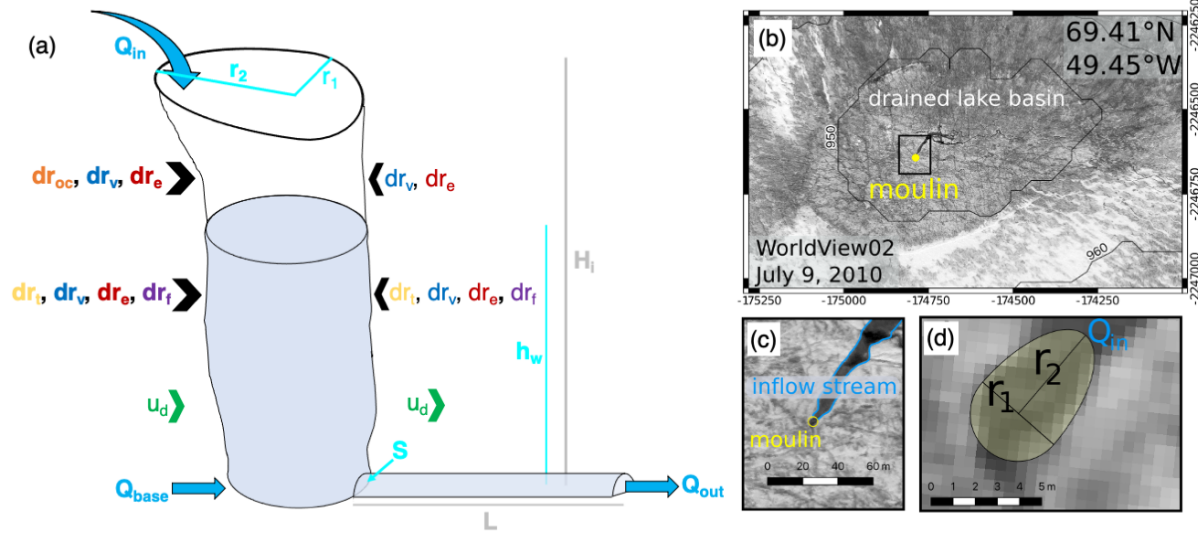 (a)
Q_in
r_2
r_1
dr_oc, dr_v, dr_e
dr_v, dr_e
H_i
dr_t, dr_v, dr_e, dr_f
dr_t, dr_v, dr_e, dr_f
h_w
u_d
u_d
S
Q_base
Q_out
L
(b)
69.41°N
49.45°W
drained lake basin
950
moulin
960
WorldView02
July 9, 2010
-2246250
-2246500
-2246750
-2247000
-175250
-175000
-174750
-174500
-174250
(c)
inflow stream
moulin
0 20 40 60 m
(d)
Q_in
r_2
r_1
0 1 2 3 4 5 m